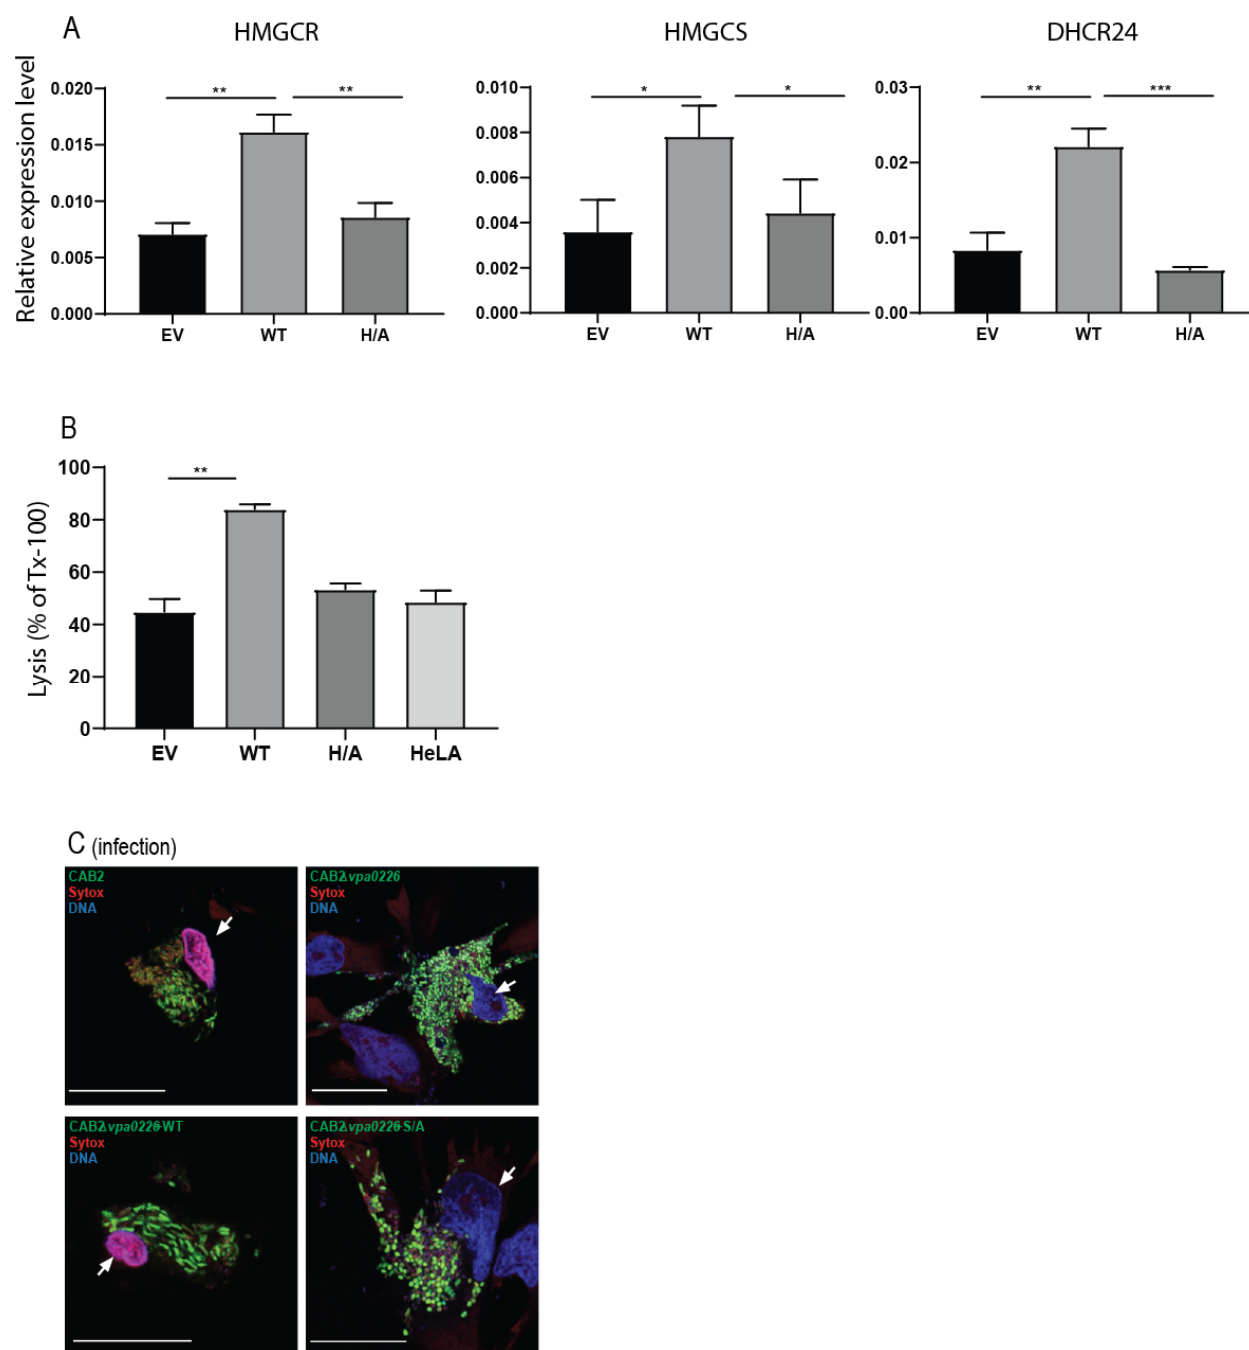 A
HMGCR
HMGCS
DHCR24
Relative expression level
0.020
0.015
0.010
0.005
0.000
**
**
EV
WT
H/A
0.010
0.008
0.006
0.004
0.002
0.000
*
*
EV
WT
H/A
0.03
0.02
0.01
0.00
**
***
EV
WT
H/A
B
Lysis (% of Tx-100)
100
80
60
40
20
0
**
EV
WT
H/A
HeLA
C (infection)
CAB2
Sytox
DNA
CAB2Δvpa0226
Sytox
DNA
CAB2Δvpa0226-WT
Sytox
DNA
CAB2Δvpa0226-S/A
Sytox
DNA